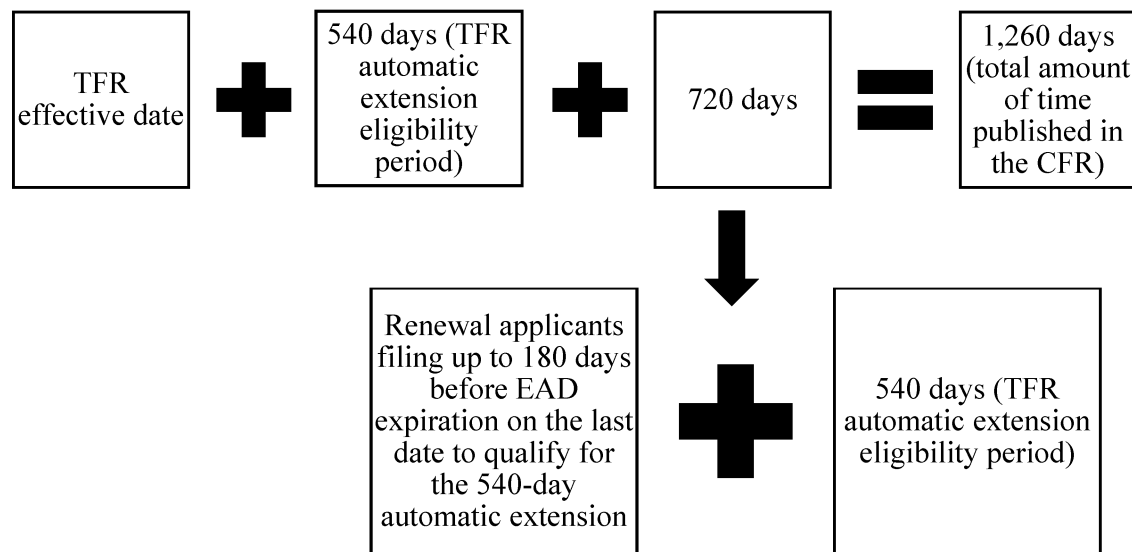 TFR
effective date
540 days (TFR
automatic
extension
eligibility
period)
720 days
1,260 days
(total amount
of time
published in
the CFR)
Renewal applicants
filing up to 180 days
before EAD
expiration on the last
date to qualify for
the 540-day
automatic extension
540 days (TFR
automatic extension
eligibility period)